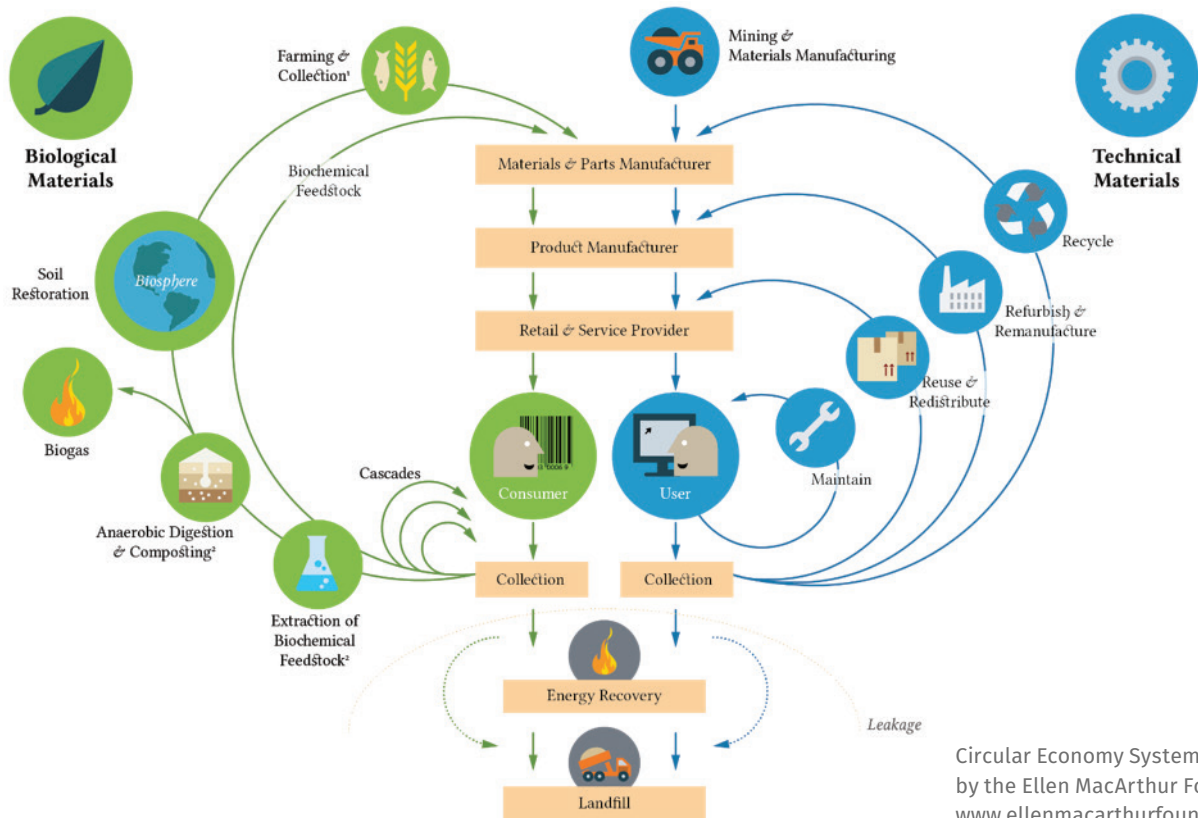 Biological
Materials
Farming &
Collection¹
Mining &
Materials Manufacturing
Technical
Materials
Biochemical
Feedstock
Materials & Parts Manufacturer
Product Manufacturer
Retail & Service Provider
Recycle
Refurbish &
Remanufacture
Reuse &
Redistribute
Maintain
Soil
Restoration
Biosphere
Biogas
Anaerobic Digestion
& Composting²
Cascades
Consumer
User
Extraction of
Biochemical
Feedstock²
Collection
Collection
Energy Recovery
Leakage
Landfill
Circular Economy System
by the Ellen MacArthur Fo
www.ellenmacarthurfoun